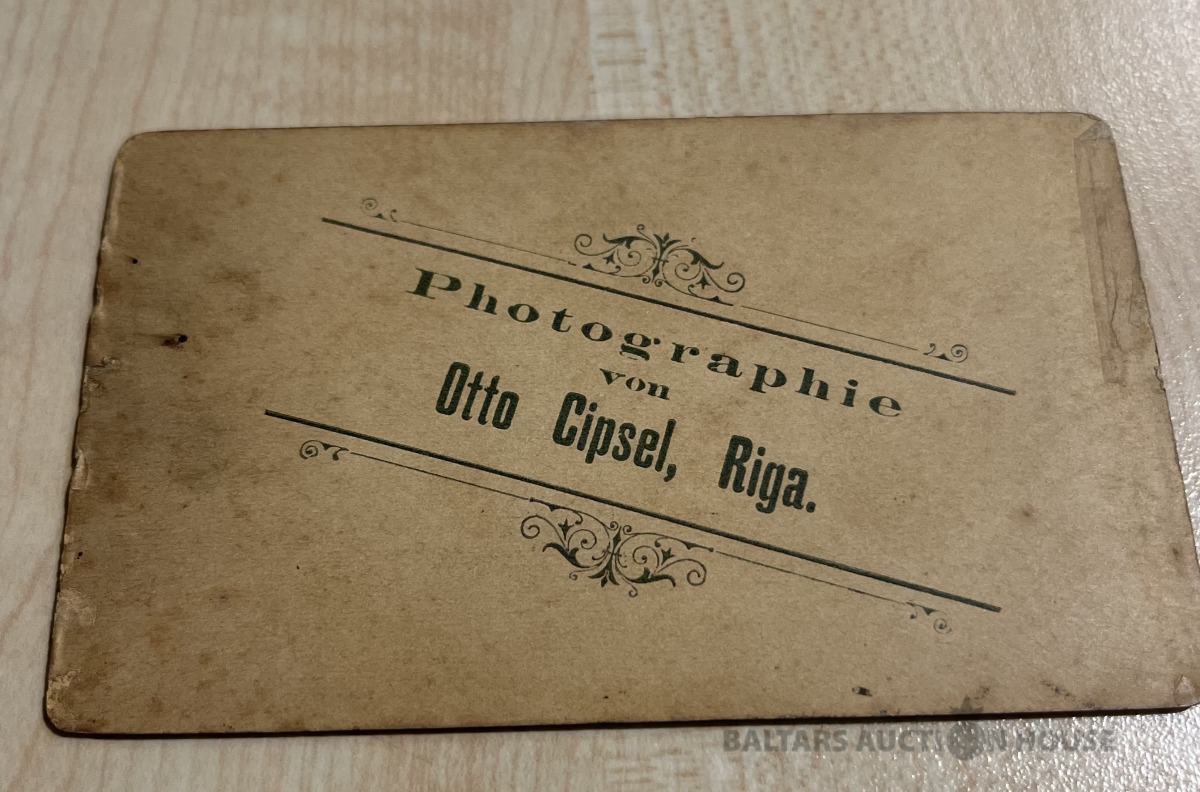 Photographie
von
Otto Cipsel, Riga.
BALTARS AUCTION HOUSE